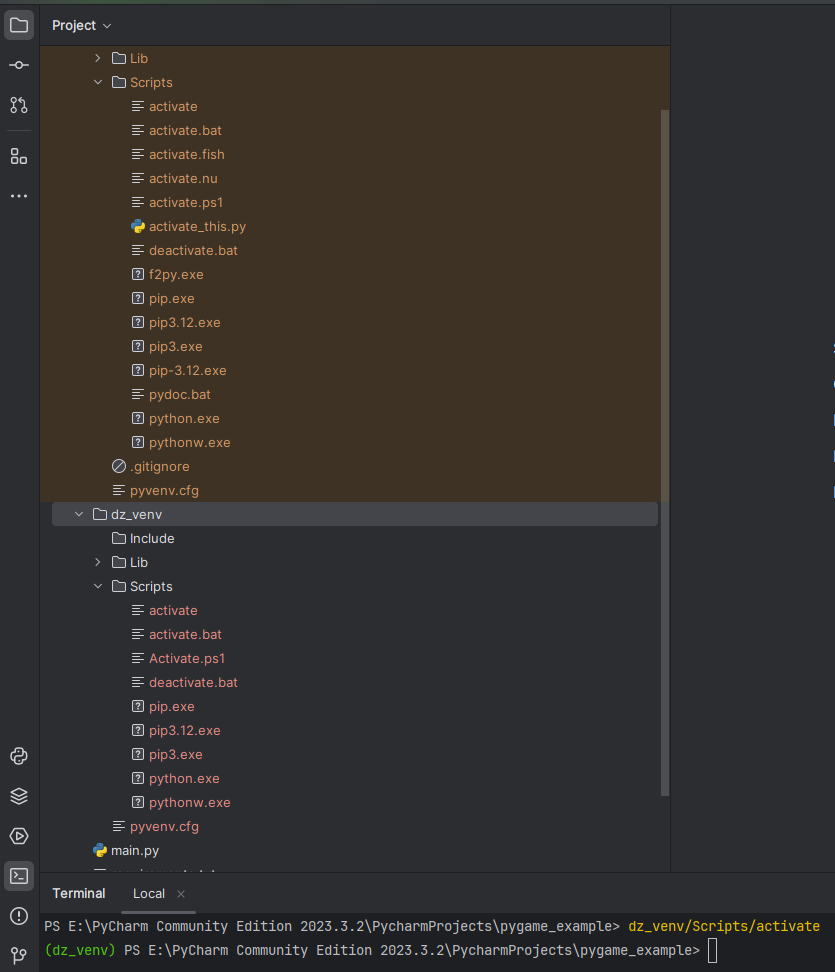 Project
Lib
Scripts
activate
activate.bat
activate.fish
activate.nu
activate.ps1
activate_this.py
deactivate.bat
f2py.exe
pip.exe
pip3.12.exe
pip3.exe
pip-3.12.exe
pydoc.bat
python.exe
pythonw.exe
.gitignore
pyvenv.cfg
dz_venv
Include
Lib
Scripts
activate
activate.bat
Activate.ps1
deactivate.bat
pip.exe
pip3.12.exe
pip3.exe
python.exe
pythonw.exe
pyvenv.cfg
main.py
Terminal Local ×
PS E:\PyCharm Community Edition 2023.3.2\PycharmProjects\pygame_example> dz_venv/Scripts/activate
(dz_venv) PS E:\PyCharm Community Edition 2023.3.2\PycharmProjects\pygame_example>